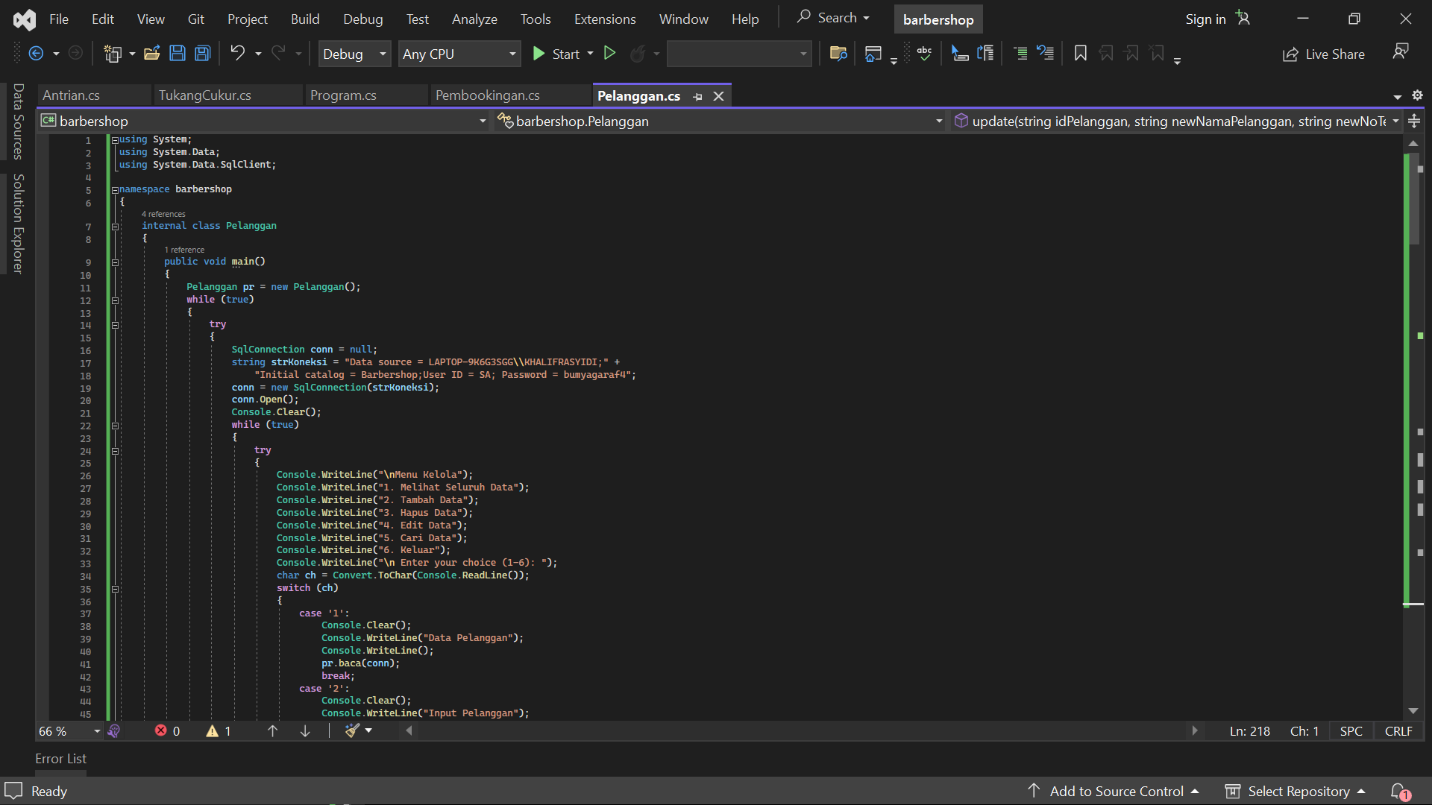 File Edit View Git Project Build Debug Test Analyze Tools Extensions Window Help Search barbershop Sign in
Debug Any CPU Start abc Live Share
Data Sources
Solution Explorer
Antrian.cs TukangCukur.cs Program.cs Pembookingan.cs Pelanggan.cs
C# barbershop barbershop.Pelanggan update(string idPelanggan, string newNamaPelanggan, string newNoTe
1 using System;
2 using System.Data;
3 using System.Data.SqlClient;
4
5 namespace barbershop
6 {
4 references
7 internal class Pelanggan
8 {
1 reference
9 public void main()
10 {
11 Pelanggan pr = new Pelanggan();
12 while (true)
13 {
14 try
15 {
16 SqlConnection conn = null;
17 string strKoneksi = "Data source = LAPTOP-9K6G3SGG\\KHALIFRASYIDI;" +
18 "Initial catalog = Barbershop;User ID = SA; Password = bumyagaraf4";
19 conn = new SqlConnection(strKoneksi);
20 conn.Open();
21 Console.Clear();
22 while (true)
23 {
24 try
25 {
26 Console.WriteLine("\nMenu Kelola");
27 Console.WriteLine("1. Melihat Seluruh Data");
28 Console.WriteLine("2. Tambah Data");
29 Console.WriteLine("3. Hapus Data");
30 Console.WriteLine("4. Edit Data");
31 Console.WriteLine("5. Cari Data");
32 Console.WriteLine("6. Keluar");
33 Console.WriteLine("\n Enter your choice (1-6): ");
34 char ch = Convert.ToChar(Console.ReadLine());
35 switch (ch)
36 {
37 case '1':
38 Console.Clear();
39 Console.WriteLine("Data Pelanggan");
40 Console.WriteLine();
41 pr.baca(conn);
42 break;
43 case '2':
44 Console.Clear();
45 Console.WriteLine("Input Pelanggan");
66 % 0 1 Ln: 218 Ch: 1 SPC CRLF
Error List
Ready Add to Source Control Select Repository 1